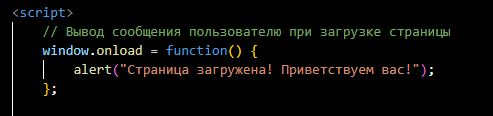 <script>
// Вывод сообщения пользователю при загрузке страницы
window.onload = function() {
alert("Страница загружена! Приветствуем вас!");
};